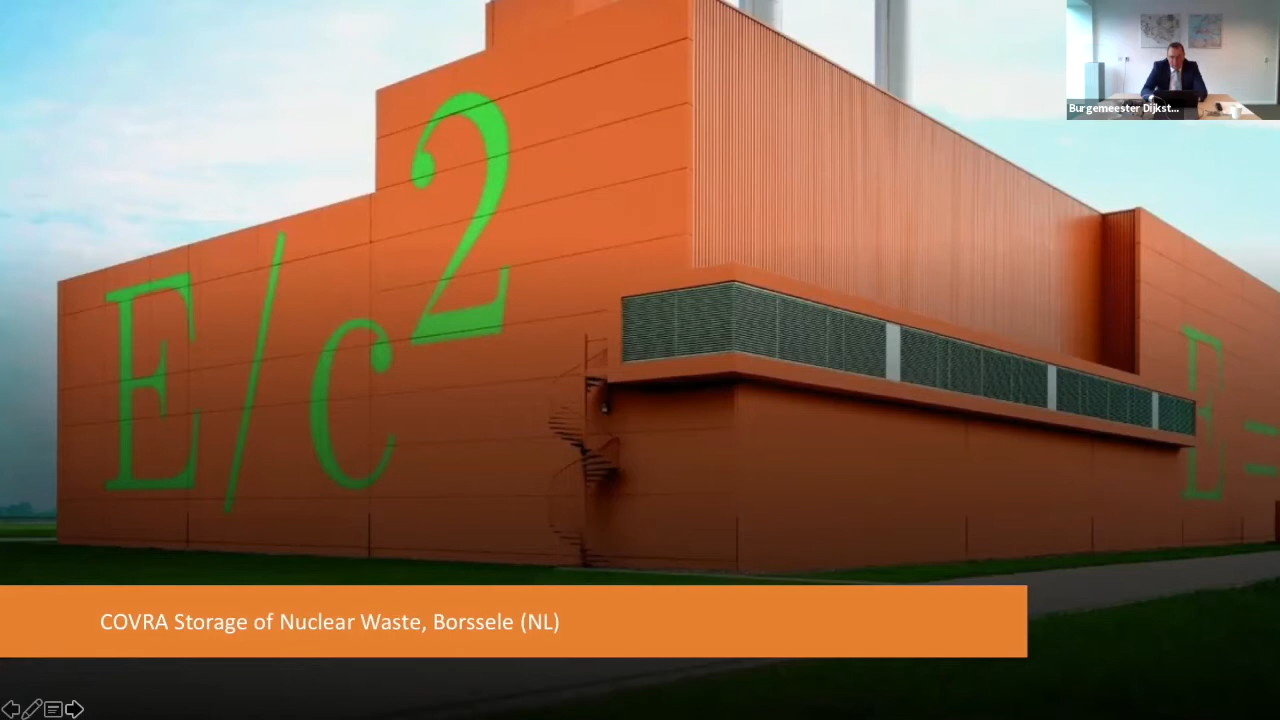 Burgemeester Dijkst...
E/c²
E=
COVRA Storage of Nuclear Waste, Borssele (NL)